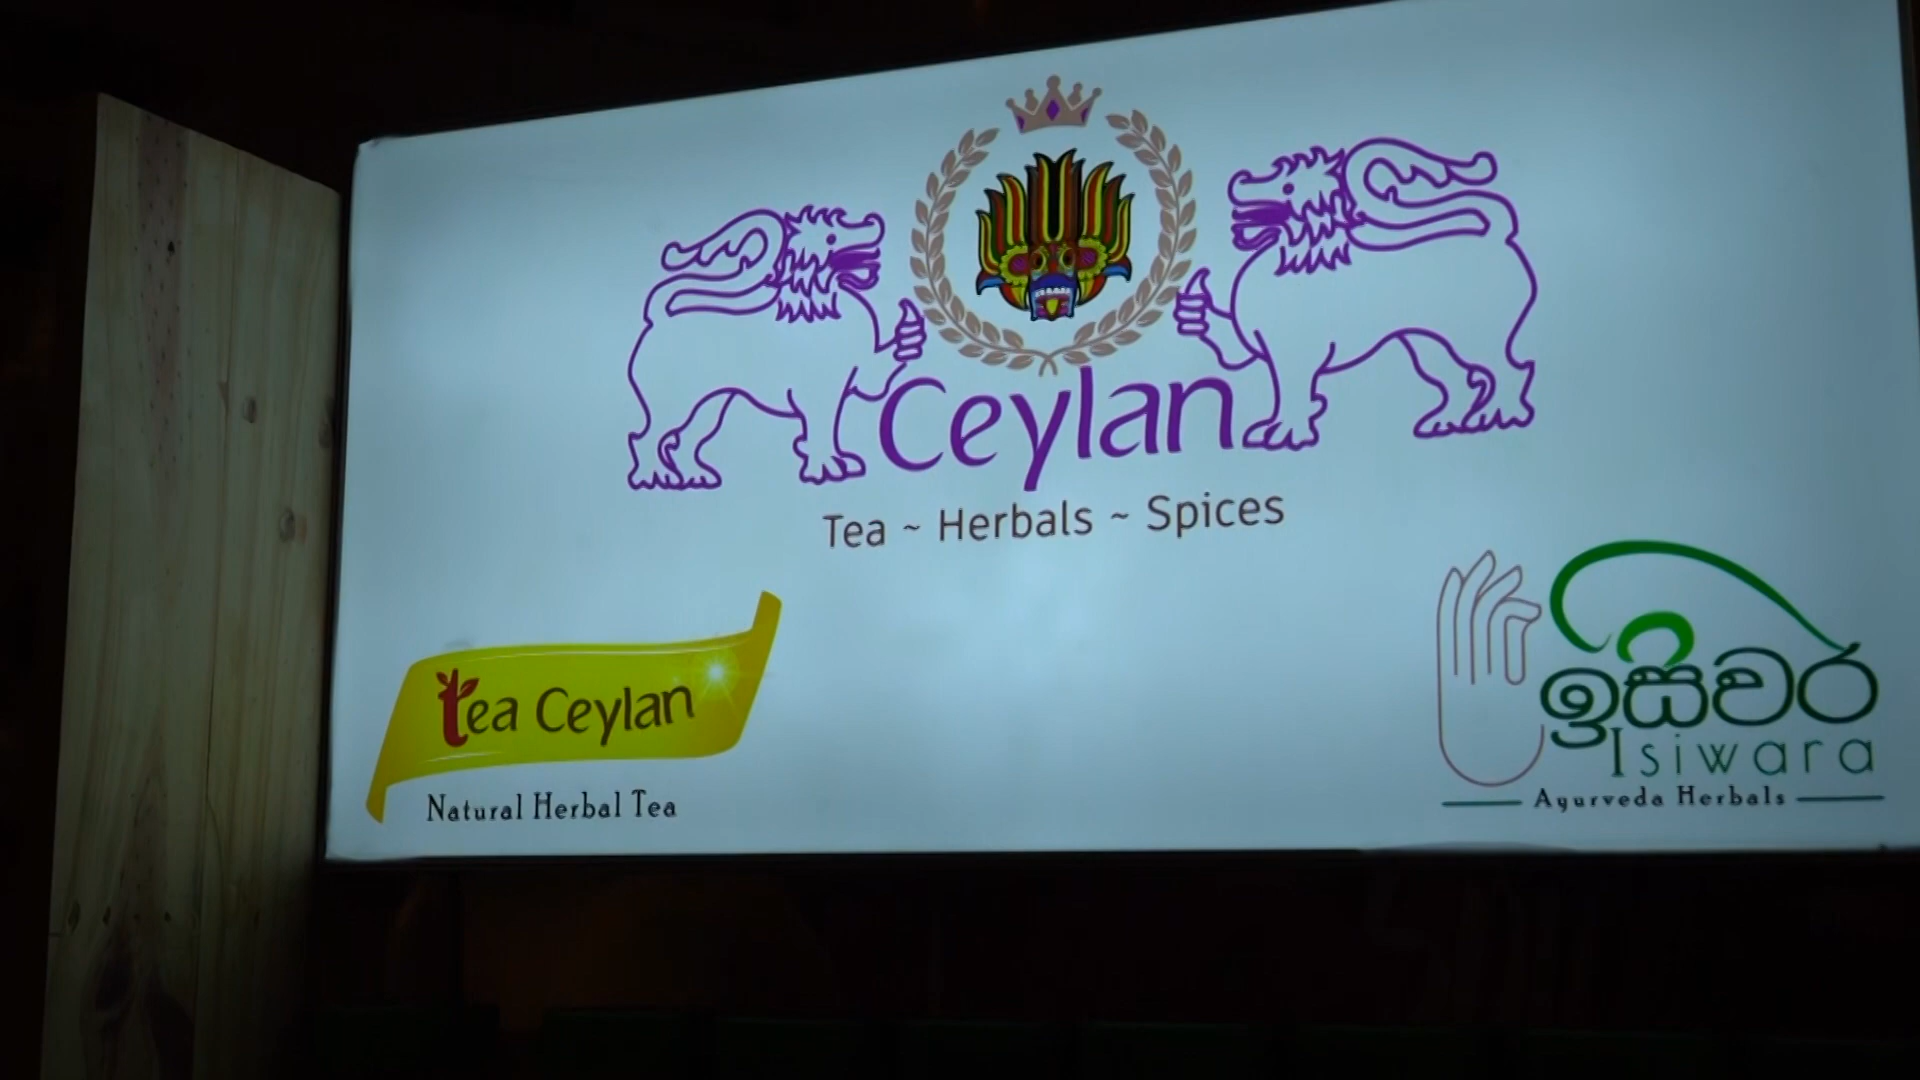 Ceylan
Tea ~ Herbals ~ Spices
tea Ceylan
Natural Herbal Tea
ඉසිවර
Isiwara
Ayurveda Herbals